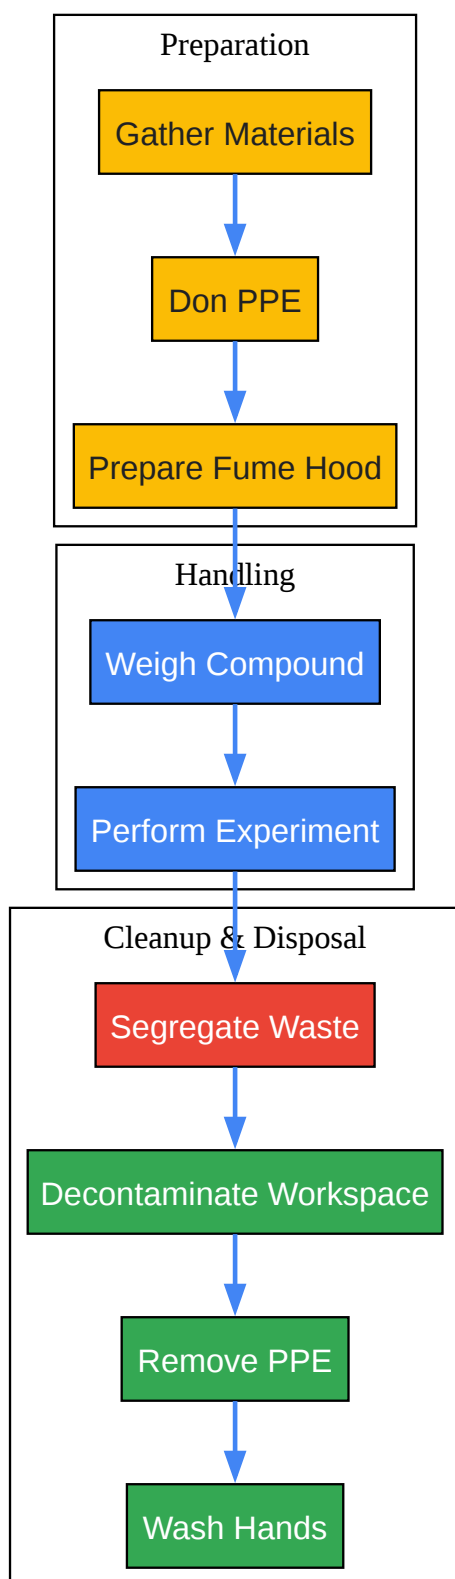 Preparation
Gather Materials
Don PPE
Prepare Fume Hood
Handling
Weigh Compound
Perform Experiment
Cleanup & Disposal
Segregate Waste
Decontaminate Workspace
Remove PPE
Wash Hands